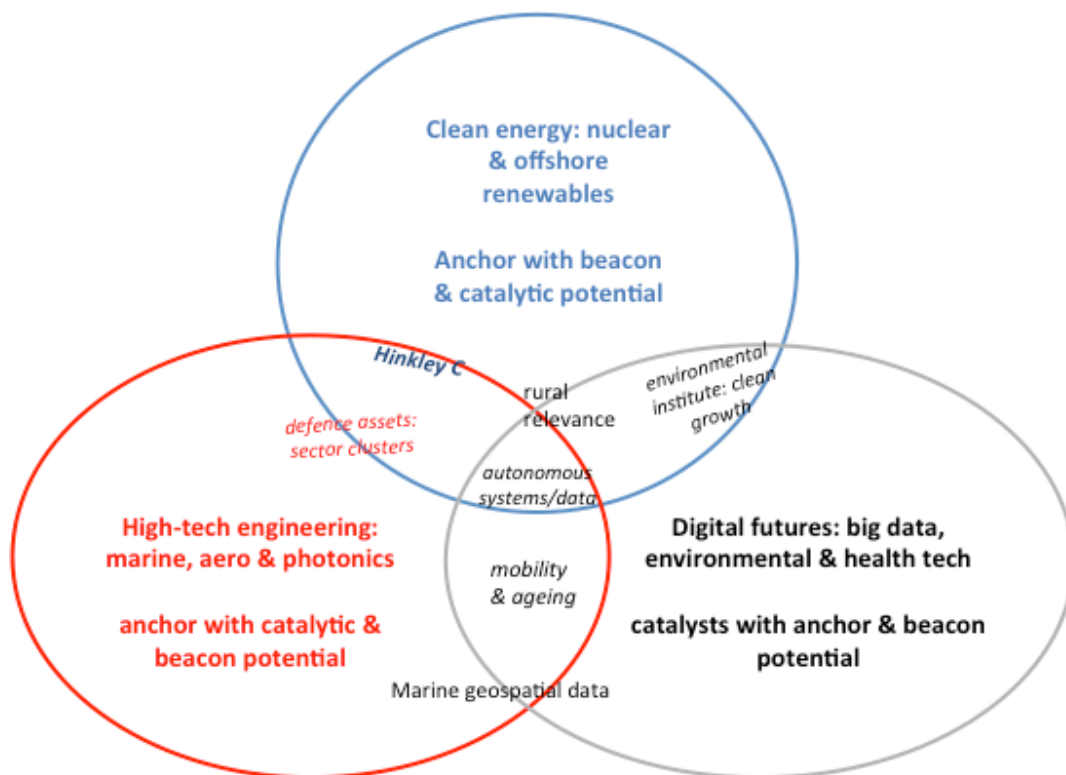 Clean energy: nuclear
& offshore
renewables
Anchor with beacon
& catalytic potential
Hinkley C
environmental
institute: clean
growth
rural
relevance
defence assets:
sector clusters
autonomous
systems/data
High-tech engineering:
marine, aero & photonics
anchor with catalytic &
beacon potential
mobility
& ageing
Digital futures: big data,
environmental & health tech
catalysts with anchor & beacon
potential
Marine geospatial data